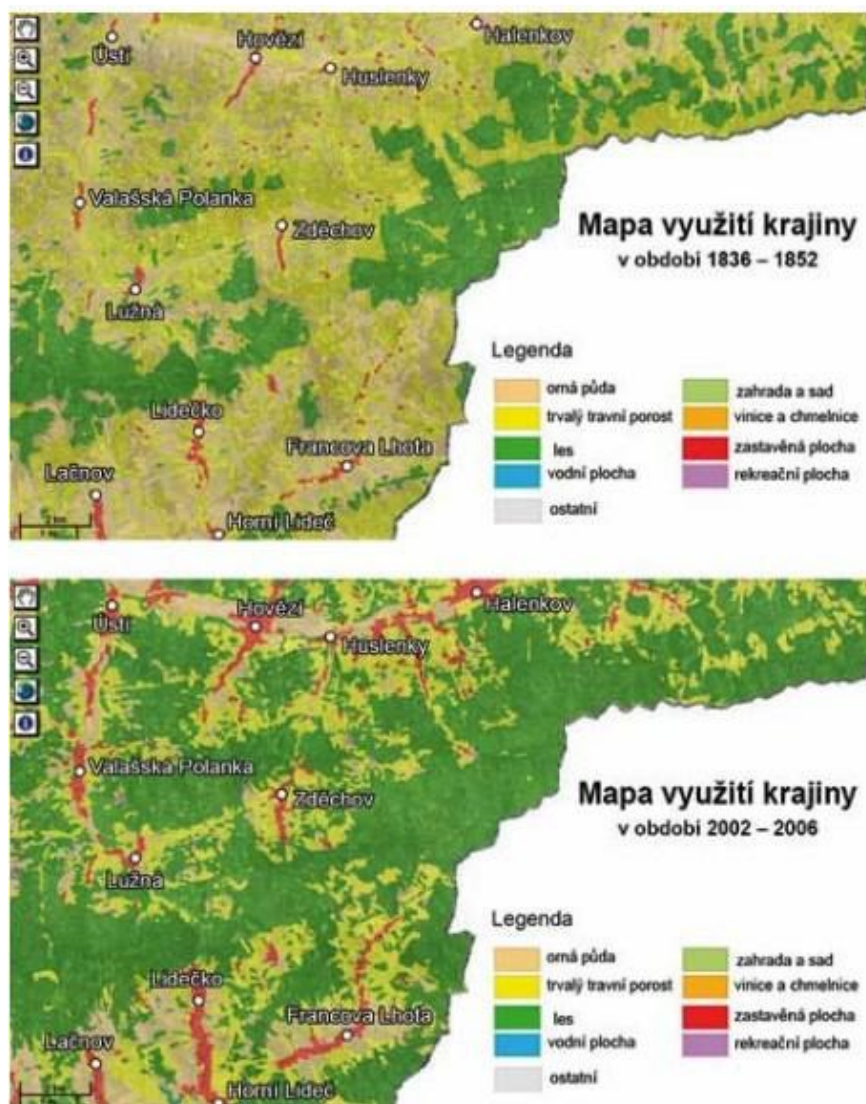 Ústí
Hovězí
Halenkov
Huslenky
Valašská Polanka
Zděchov
Lužná
Lidečko
Francova Lhota
Lačnov
Horní Lideč
Mapa využití krajiny
v období 1836 – 1852
Legenda
orná půda
zahrada a sad
trvalý travní porost
vinice a chmelnice
les
zastavěná plocha
vodní plocha
rekreační plocha
ostatní
Ústí
Hovězí
Halenkov
Huslenky
Valašská Polanka
Zděchov
Lužná
Lidečko
Francova Lhota
Lačnov
Horní Lideč
Mapa využití krajiny
v období 2002 – 2006
Legenda
orná půda
zahrada a sad
trvalý travní porost
vinice a chmelnice
les
zastavěná plocha
vodní plocha
rekreační plocha
ostatní